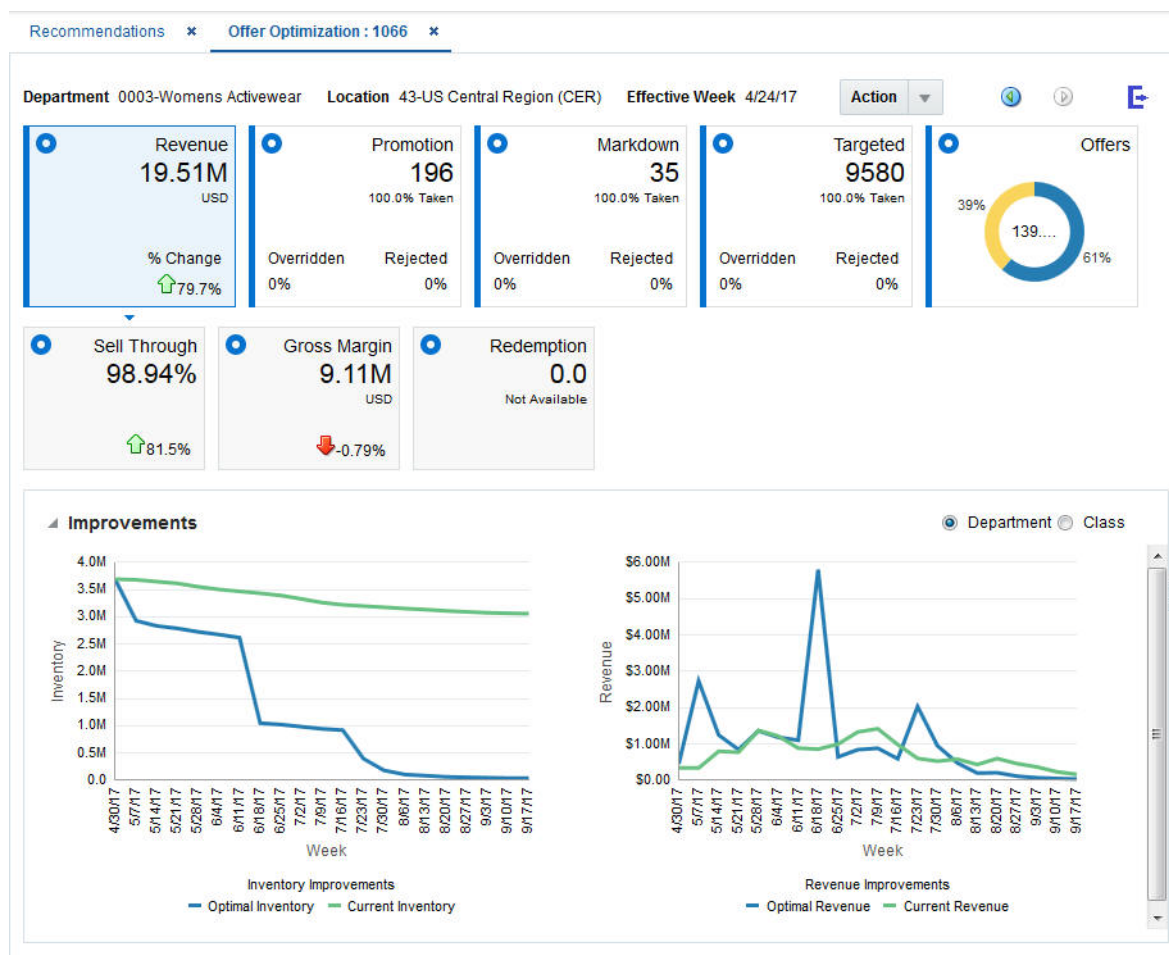 Recommendations × Offer Optimization : 1066 ×
Department 0003-Womens Activewear Location 43-US Central Region (CER) Effective Week 4/24/17 Action
Revenue
19.51M
USD
% Change
79.7%
Promotion
196
100.0% Taken
Overridden Rejected
0% 0%
Markdown
35
100.0% Taken
Overridden Rejected
0% 0%
Targeted
9580
100.0% Taken
Overridden Rejected
0% 0%
Offers
39%
139....
61%
Sell Through
98.94%
81.5%
Gross Margin
9.11M
USD
-0.79%
Redemption
0.0
Not Available
Improvements
Department Class
4.0M
3.5M
3.0M
2.5M
2.0M
1.5M
1.0M
0.5M
0.0
Inventory
4/30/17
5/7/17
5/14/17
5/21/17
5/28/17
6/4/17
6/11/17
6/18/17
6/25/17
7/2/17
7/9/17
7/16/17
7/23/17
7/30/17
8/6/17
8/13/17
8/20/17
8/27/17
9/3/17
9/10/17
9/17/17
Week
Inventory Improvements
Optimal Inventory Current Inventory
$6.00M
$5.00M
$4.00M
$3.00M
$2.00M
$1.00M
$0.00
Revenue
4/30/17
5/7/17
5/14/17
5/21/17
5/28/17
6/4/17
6/11/17
6/18/17
6/25/17
7/2/17
7/9/17
7/16/17
7/23/17
7/30/17
8/6/17
8/13/17
8/20/17
8/27/17
9/3/17
9/10/17
9/17/17
Week
Revenue Improvements
Optimal Revenue Current Revenue